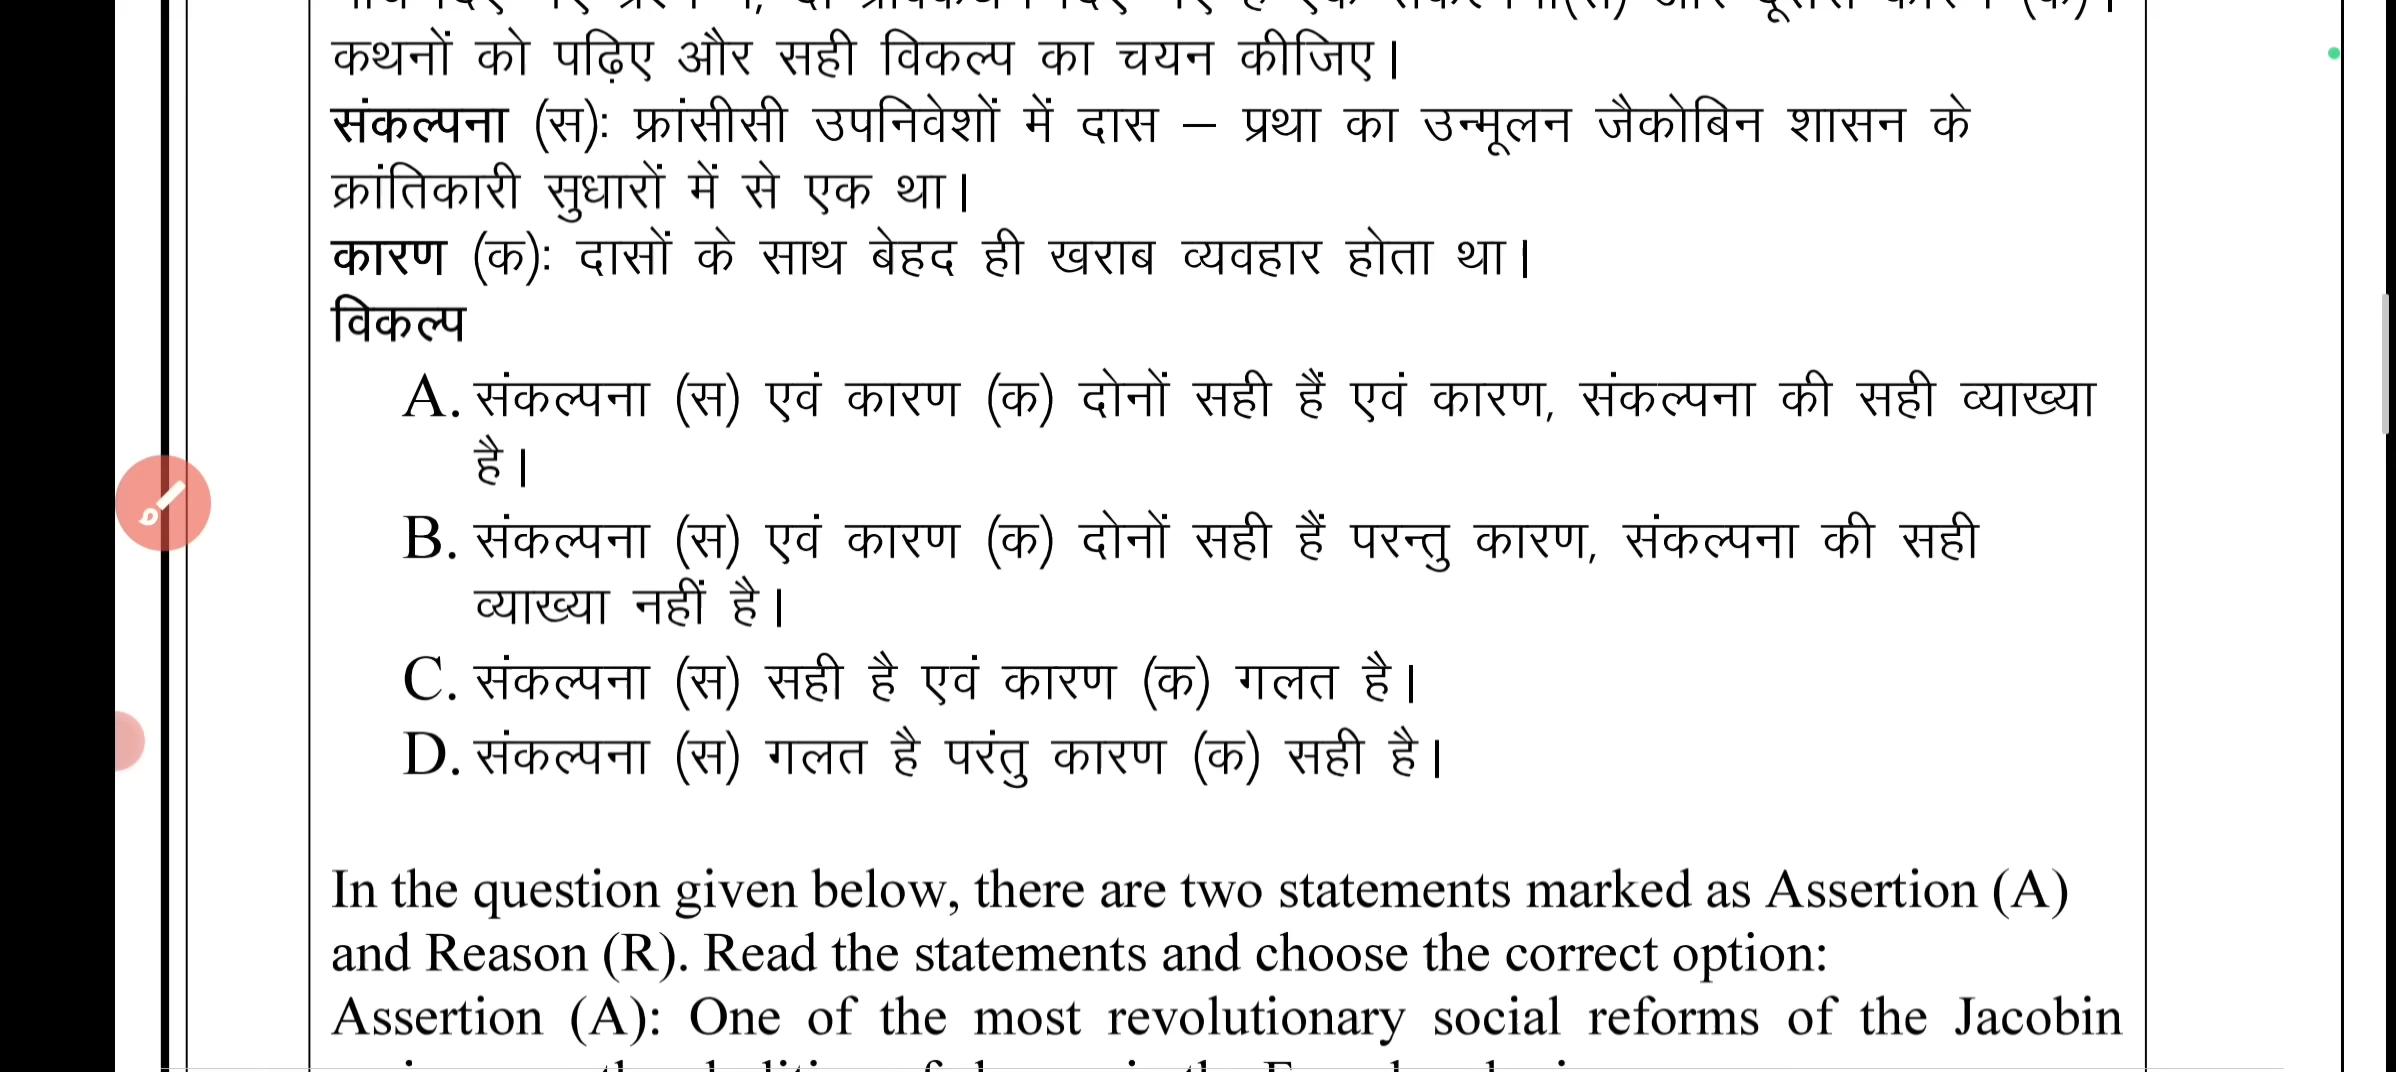 कथनों को पढ़िए और सही विकल्प का चयन कीजिए।
संकल्पना (स): फ्रांसीसी उपनिवेशों में दास – प्रथा का उन्मूलन जैकोबिन शासन के
क्रांतिकारी सुधारों में से एक था।
कारण (क): दासों के साथ बेहद ही खराब व्यवहार होता था।
विकल्प
A. संकल्पना (स) एवं कारण (क) दोनों सही हैं एवं कारण, संकल्पना की सही व्याख्या
है।
B. संकल्पना (स) एवं कारण (क) दोनों सही हैं परन्तु कारण, संकल्पना की सही
व्याख्या नहीं है।
C. संकल्पना (स) सही है एवं कारण (क) गलत है।
D. संकल्पना (स) गलत है परंतु कारण (क) सही है।
In the question given below, there are two statements marked as Assertion (A)
and Reason (R). Read the statements and choose the correct option:
Assertion (A): One of the most revolutionary social reforms of the Jacobin